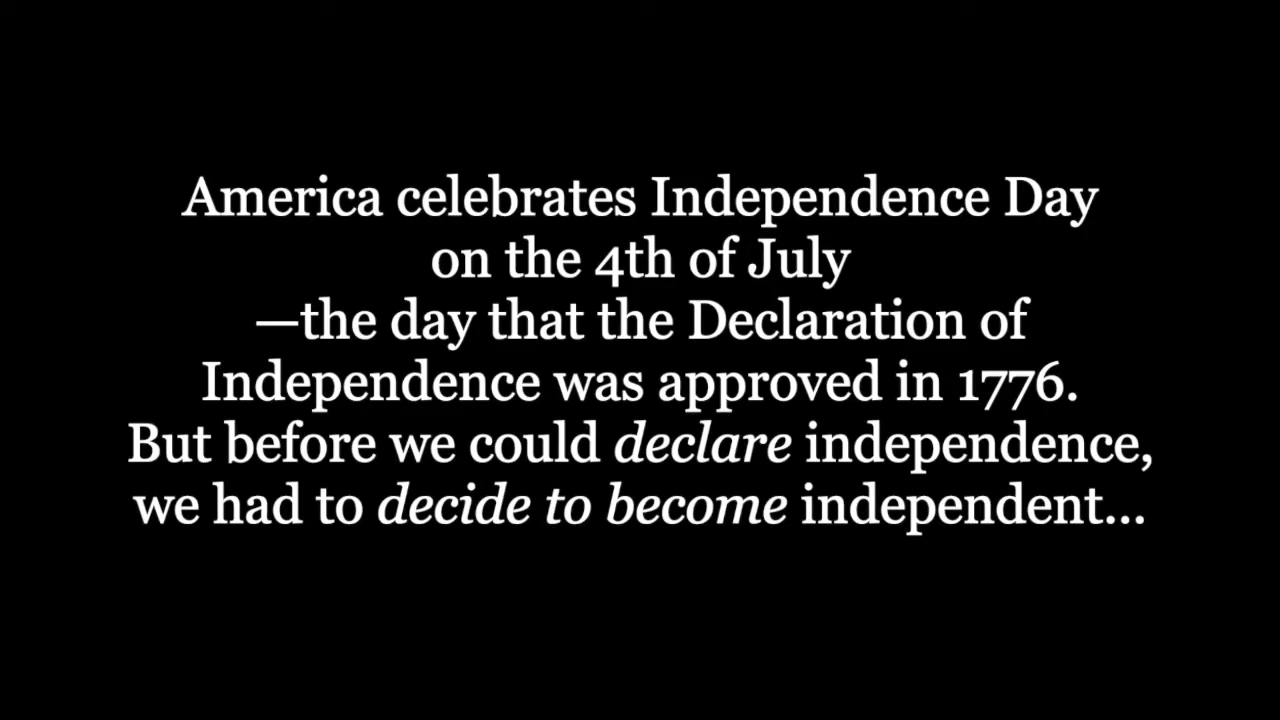 America celebrates Independence Day
on the 4th of July
—the day that the Declaration of
Independence was approved in 1776.
But before we could declare independence,
we had to decide to become independent...